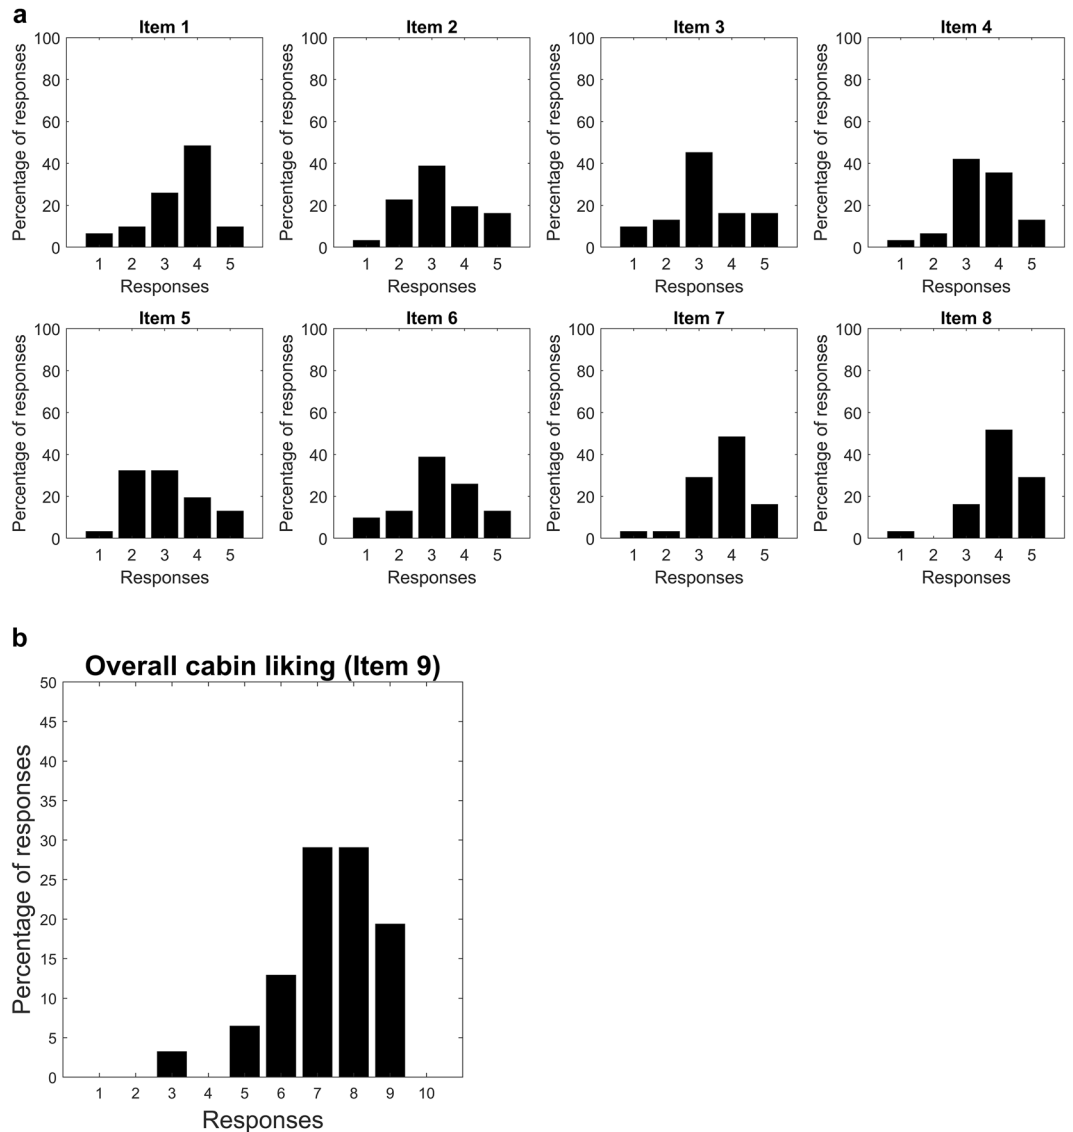 a
Item 1
Item 2
Item 3
Item 4
Percentage of responses
100
80
60
40
20
0
1 2 3 4 5
Responses
Percentage of responses
100
80
60
40
20
0
1 2 3 4 5
Responses
Percentage of responses
100
80
60
40
20
0
1 2 3 4 5
Responses
Percentage of responses
100
80
60
40
20
0
1 2 3 4 5
Responses
Item 5
Item 6
Item 7
Item 8
Percentage of responses
100
80
60
40
20
0
1 2 3 4 5
Responses
Percentage of responses
100
80
60
40
20
0
1 2 3 4 5
Responses
Percentage of responses
100
80
60
40
20
0
1 2 3 4 5
Responses
Percentage of responses
100
80
60
40
20
0
1 2 3 4 5
Responses
b
Overall cabin liking (Item 9)
Percentage of responses
50
45
40
35
30
25
20
15
10
5
0
1 2 3 4 5 6 7 8 9 10
Responses